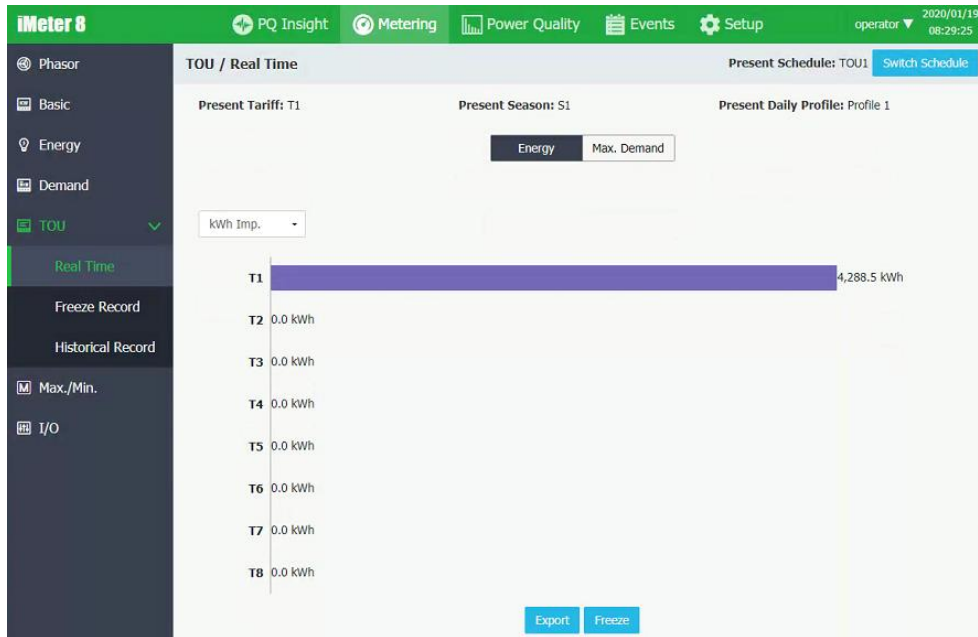 iMeter 8
PQ Insight
Metering
Power Quality
Events
Setup
operator ▼
2020/01/19
08:29:25
Phasor
Basic
Energy
Demand
TOU
Real Time
Freeze Record
Historical Record
Max./Min.
I/O
TOU / Real Time
Present Schedule: TOU1
Switch Schedule
Present Tariff: T1
Present Season: S1
Present Daily Profile: Profile 1
Energy
Max. Demand
kWh Imp.
T1 4,288.5 kWh
T2 0.0 kWh
T3 0.0 kWh
T4 0.0 kWh
T5 0.0 kWh
T6 0.0 kWh
T7 0.0 kWh
T8 0.0 kWh
Export
Freeze